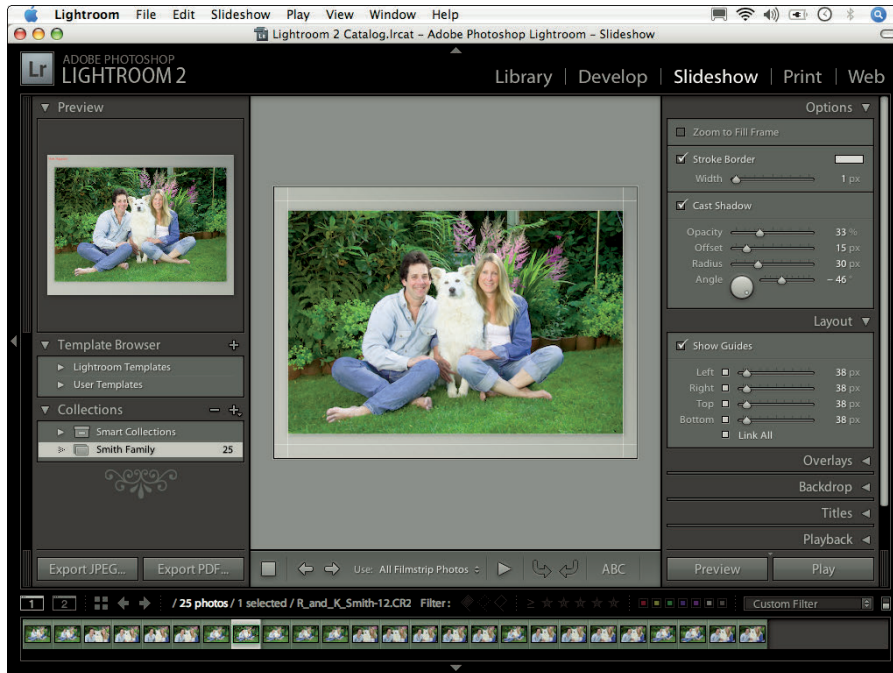 Lightroom File Edit Slideshow Play View Window Help
Lightroom 2 Catalog.lrcat – Adobe Photoshop Lightroom – Slideshow
Lr ADOBE PHOTOSHOP
LIGHTROOM 2
Library | Develop | Slideshow | Print | Web
Preview
Template Browser
Lightroom Templates
User Templates
Collections
Smart Collections
Smith Family 25
Export JPEG... Export PDF...
Use: All Filmstrip Photos
ABC
Options
Zoom to Fill Frame
Stroke Border
Width 1 px
Cast Shadow
Opacity 33 %
Offset 15 px
Radius 30 px
Angle – 46 °
Layout
Show Guides
Left 38 px
Right 38 px
Top 38 px
Bottom 38 px
Link All
Overlays
Backdrop
Titles
Playback
Preview Play
1 2 / 25 photos / 1 selected / R_and_K_Smith-12.CR2 Filter : ≥ Custom Filter